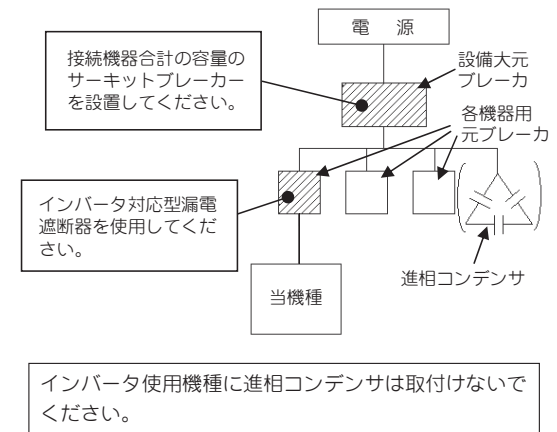 電　源
接続機器合計の容量の
サーキットブレーカー
を設置してください。
設備大元
ブレーカ
各機器用
元ブレーカ
インバータ対応型漏電
遮断器を使用してくだ
さい。
進相コンデンサ
当機種
インバータ使用機種に進相コンデンサは取付けないで
ください。